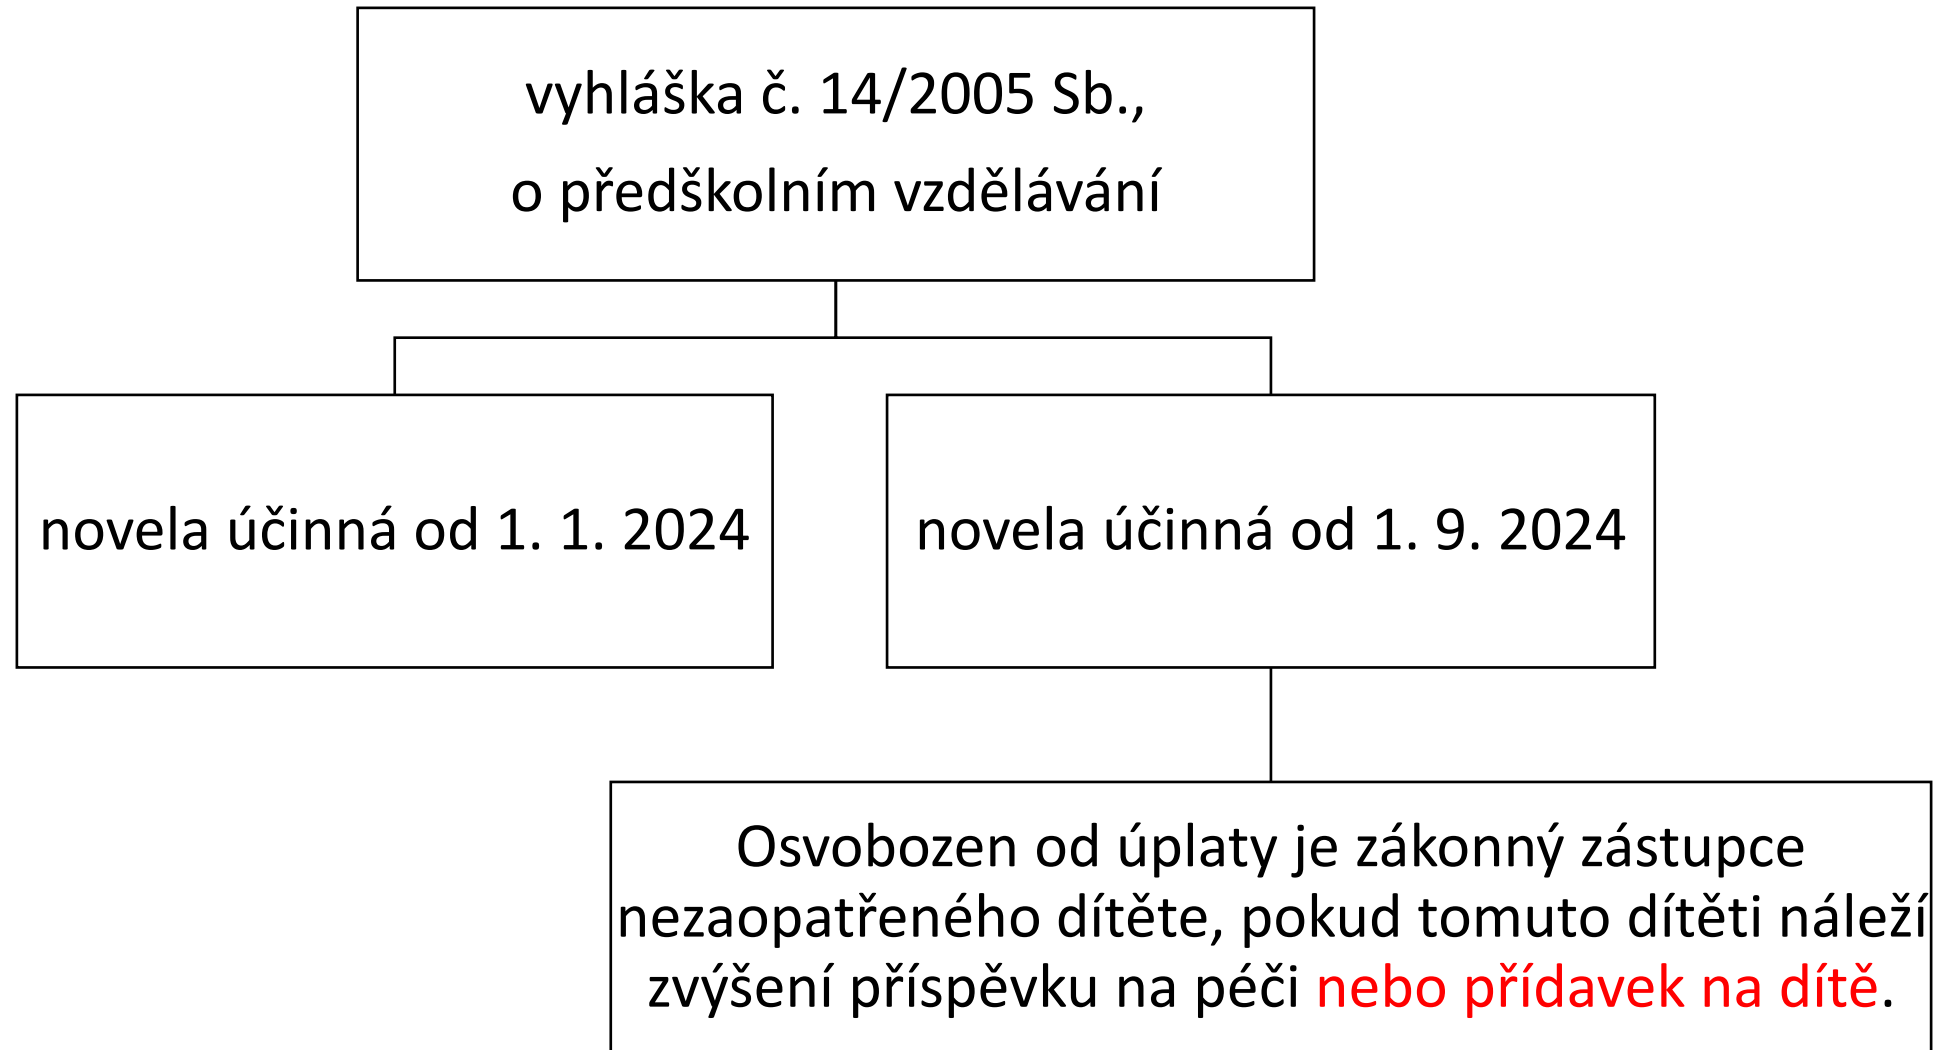 vyhláška č. 14/2005 Sb.,
o předškolním vzdělávání
novela účinná od 1. 1. 2024
novela účinná od 1. 9. 2024
Osvobozen od úplaty je zákonný zástupce
nezaopatřeného dítěte, pokud tomuto dítěti náleží
zvýšení příspěvku na péči nebo přídavek na dítě.